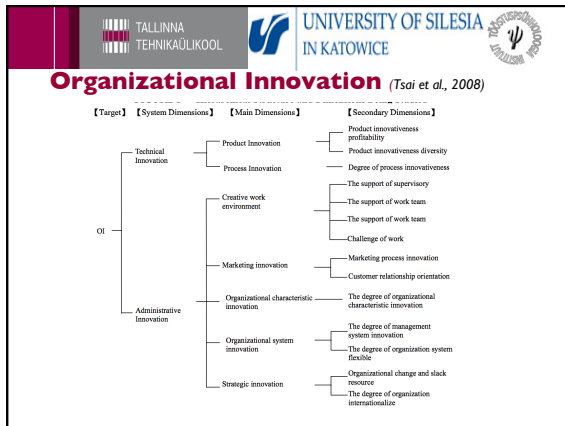 TALLINNA
TEHNIKAÜLIKOOL
UNIVERSITY OF SILESIA
IN KATOWICE
TÖÖSTUSPSÜHHOLOOGIA
INSTITUUT
Organizational Innovation (Tsai et al., 2008)
【Target】 【System Dimensions】 【Main Dimensions】 【Secondary Dimensions】
OI
Technical
Innovation
Product Innovation
Product innovativeness
profitability
Product innovativeness diversity
Process Innovation
Degree of process innovativeness
Administrative
Innovation
Creative work
environment
The support of supervisory
The support of work team
The support of work team
Challenge of work
Marketing innovation
Marketing process innovation
Customer relationship orientation
Organizational characteristic
innovation
The degree of organizational
characteristic innovation
Organizational system
innovation
The degree of management
system innovation
The degree of organization system
flexible
Strategic innovation
Organizational change and slack
resource
The degree of organization
internationalize